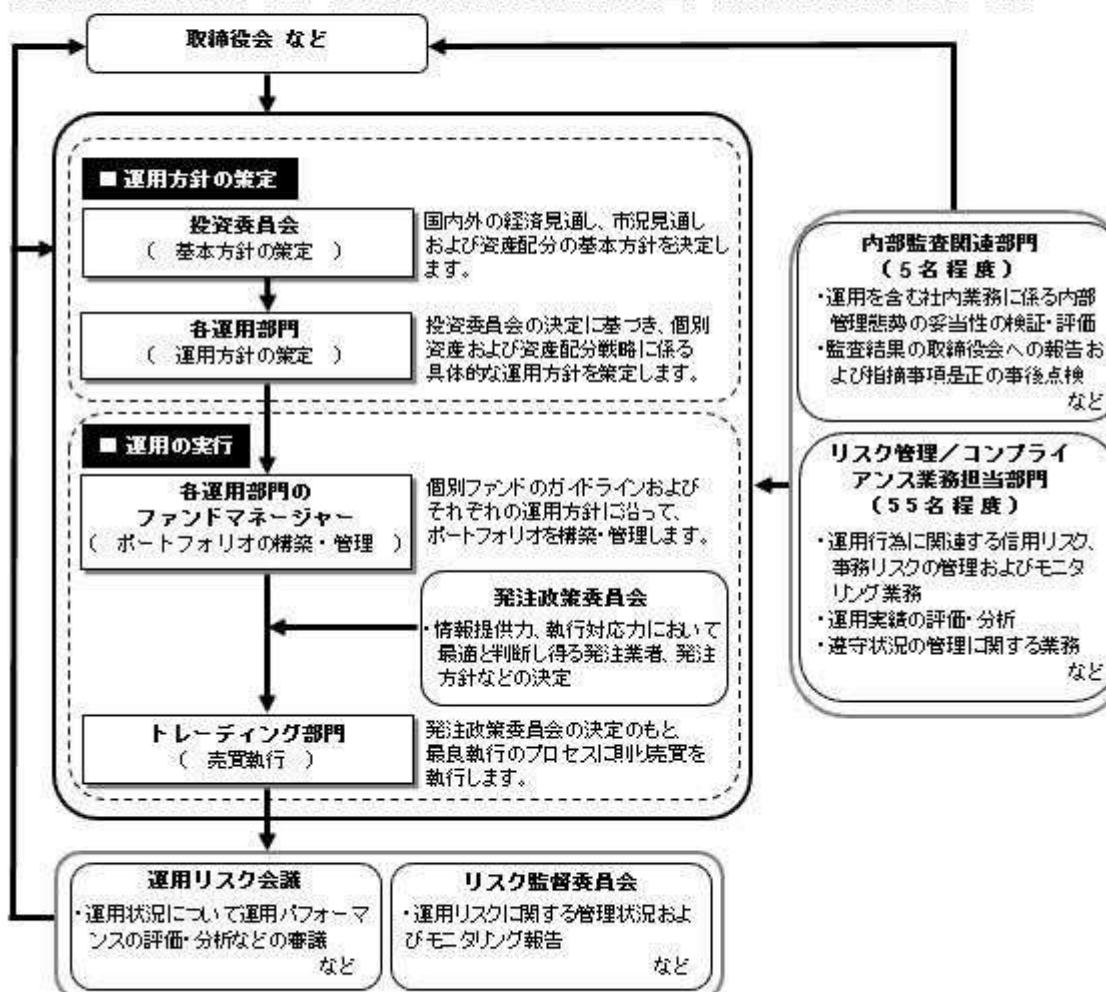 取締役会 など
■ 運用方針の策定
投資委員会
( 基本方針の策定 )
国内外の経済見通し、市況見通し
および資産配分の基本方針を決定し
ます。
各運用部門
( 運用方針の策定 )
投資委員会の決定に基づき、個別
資産および資産配分戦略に係る
具体的な運用方針を策定します。
■ 運用の実行
各運用部門の
ファンドマネージャー
( ポートフォリオの構築・管理 )
個別ファンドのガイドラインおよび
それぞれの運用方針に沿って、
ポートフォリオを構築・管理します。
発注政策委員会
・情報提供力、執行対応力において
最適と判断し得る発注業者、発注
方針などの決定
トレーディング部門
( 売買執行 )
発注政策委員会の決定のもと
最良執行のプロセスに則り売買を
執行します。
内部監査関連部門
(5名程度)
・運用を含む社内業務に係る内部
管理態勢の妥当性の検証・評価
・監査結果の取締役会への報告お
よび指摘事項是正の事後点検
など
リスク管理/コンプライ
アンス業務担当部門
(55名程度)
・運用行為に関連する信用リスク、
事務リスクの管理およびモニタ
リング業務
・運用実績の評価・分析
・遵守状況の管理に関する業務
など
運用リスク会議
・運用状況について運用パフォーマ
ンスの評価・分析などの審議
など
リスク監督委員会
・運用リスクに関する管理状況およ
びモニタリング報告
など